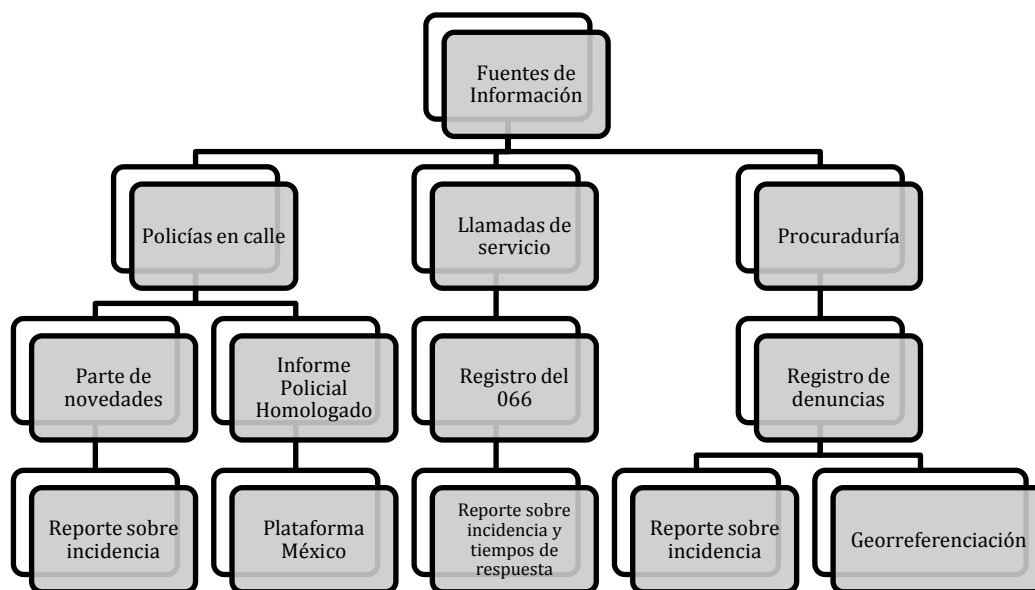 Fuentes de
Información
Policías en calle
Llamadas de
servicio
Procuraduría
Parte de
novedades
Informe
Policial
Homologado
Registro del
066
Registro de
denuncias
Reporte sobre
incidencia
Plataforma
México
Reporte sobre
incidencia y
tiempos de
respuesta
Reporte sobre
incidencia
Georreferenciación